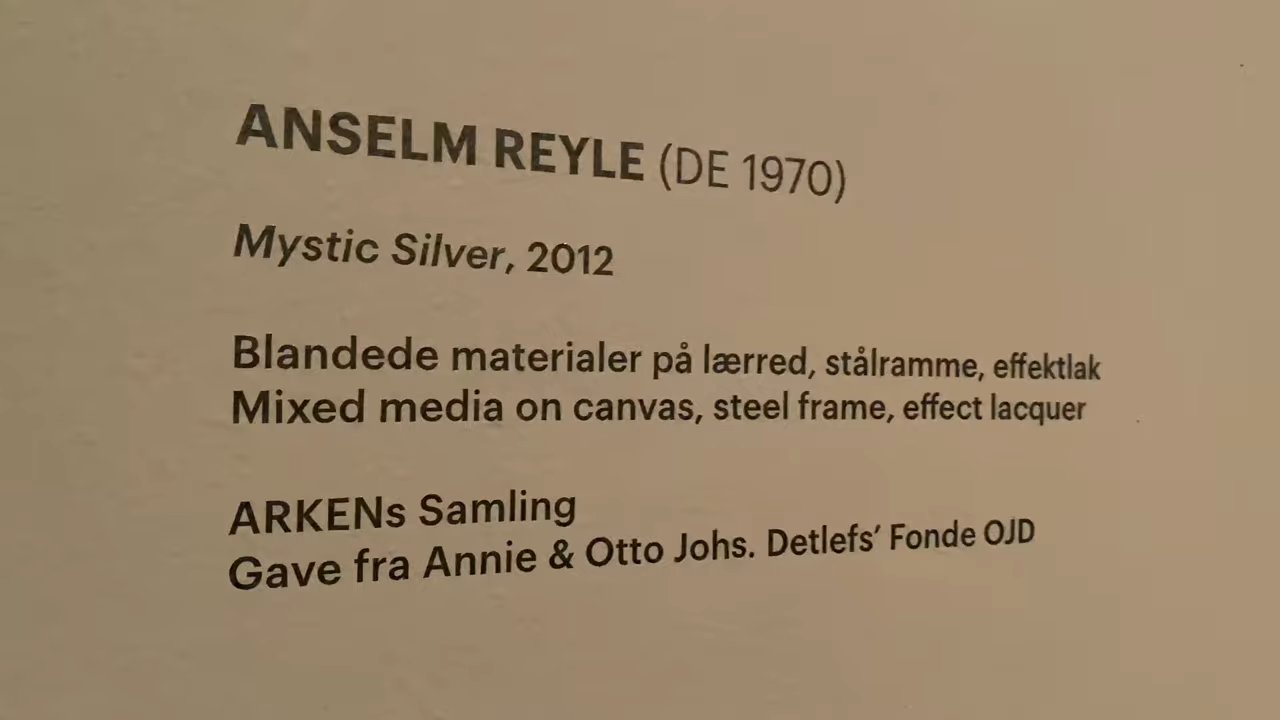 ANSELM REYLE (DE 1970)
Mystic Silver, 2012
Blandede materialer på lærred, stålramme, effektlak
Mixed media on canvas, steel frame, effect lacquer
ARKENs Samling
Gave fra Annie & Otto Johs. Detlefs’ Fonde OJD